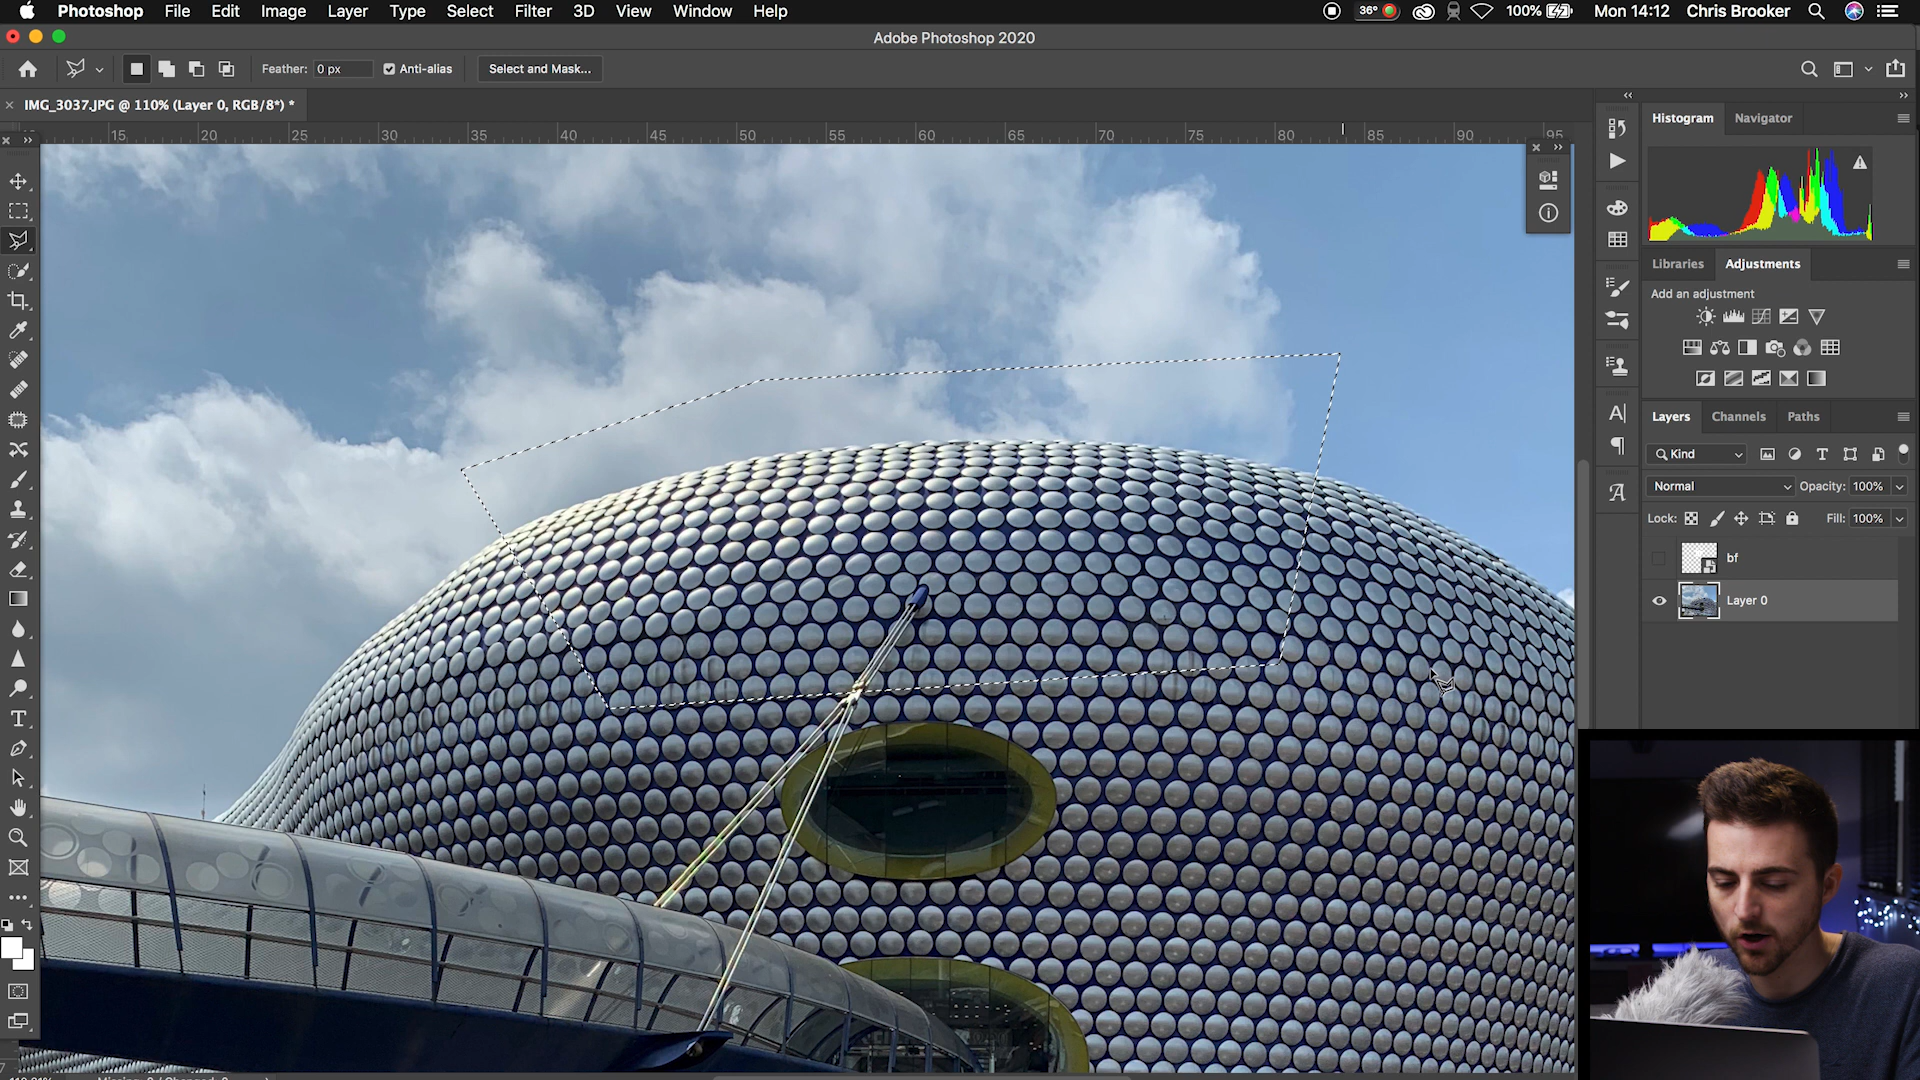 Photoshop File Edit Image Layer Type Select Filter 3D View Window Help 36° 100% Mon 14:12 Chris Brooker
Adobe Photoshop 2020
Feather: 0 px Anti-alias Select and Mask...
IMG_3037.JPG @ 110% (Layer 0, RGB/8*) *
15 20 25 30 35 40 45 50 55 60 65 70 75 80 85 90 95
Histogram Navigator
Libraries Adjustments
Add an adjustment
Layers Channels Paths
Kind
Normal Opacity: 100%
Lock: Fill: 100%
bf
Layer 0